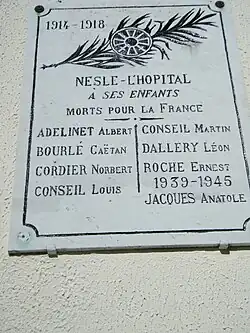 1914-1918
NESLE-L'HOPITAL
À SES ENFANTS
MORTS POUR LA FRANCE
ADELINET ALBERT
BOURLÉ GAËTAN
CORDIER NORBERT
CONSEIL LOUIS
CONSEIL MARTIN
DALLERY LÉON
ROCHE ERNEST
1939-1945
JACQUES ANATOLE